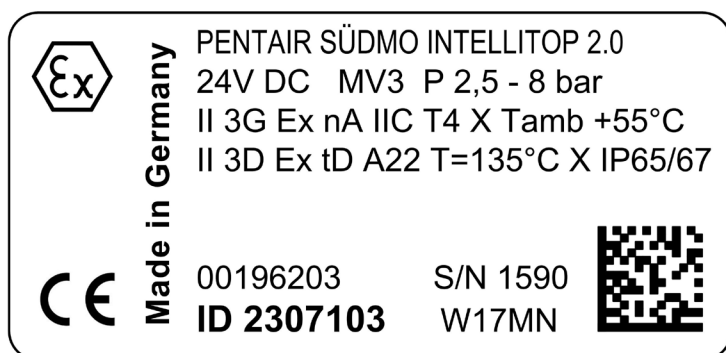 PENTAIR SÜDMO INTELLITOP 2.0
24V DC MV3 P 2,5 - 8 bar
II 3G Ex nA IIC T4 X Tamb +55°C
II 3D Ex tD A22 T=135°C X IP65/67
00196203 S/N 1590
ID 2307103 W17MN
Made in Germany
Ex
CE